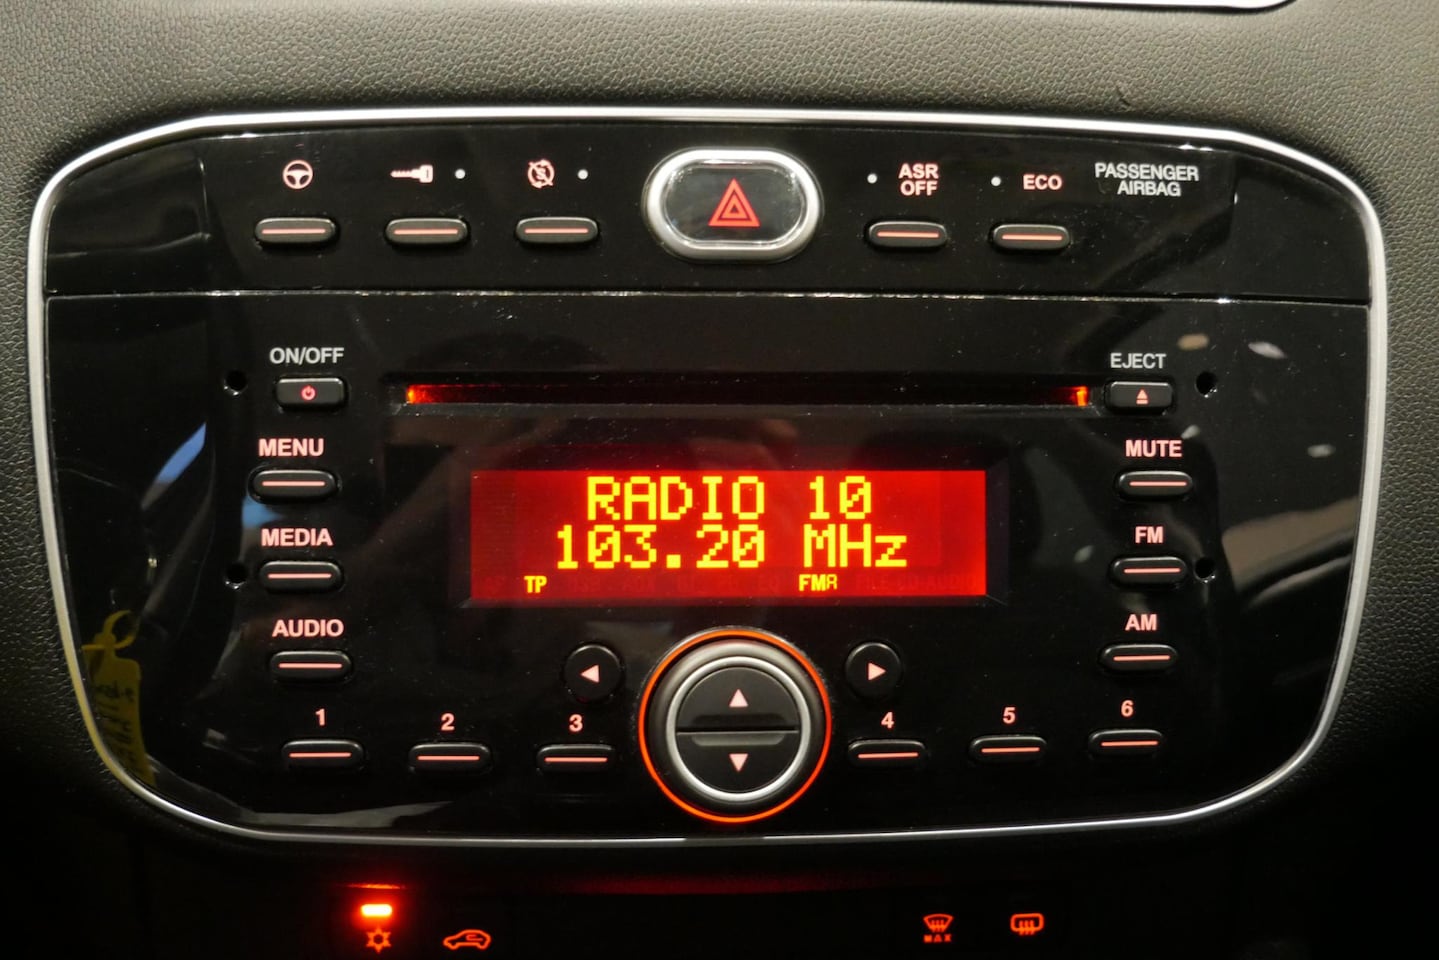 ASR
OFF
ECO
PASSENGER
AIRBAG
ON/OFF
EJECT
MENU
MUTE
RADIO 10
MEDIA
103.20 MHz
FM
TP
FMR
AUDIO
AM
1
2
3
4
5
6
MAX